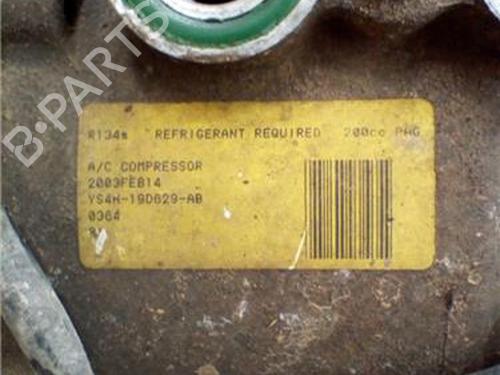 R134a "REFRIGERANT REQUIRED" 200cc PAG
A/C COMPRESSOR
2003FEB14
YS4H-19D629-AB
0364
B-PARTS